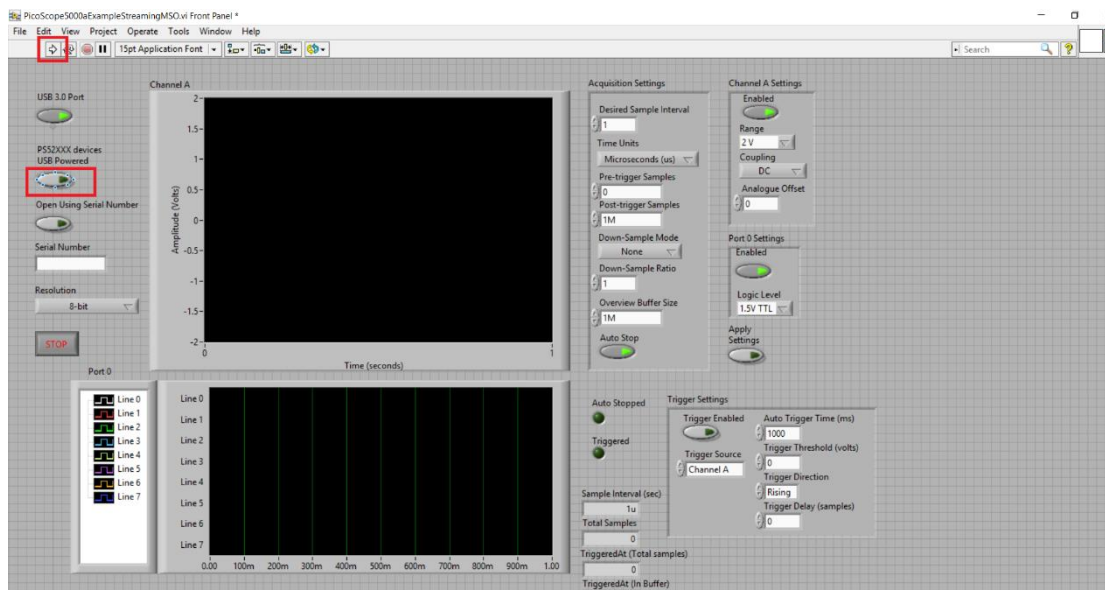 PicoScope5000aExampleStreamingMSO.vi Front Panel *
File Edit View Project Operate Tools Window Help
15pt Application Font
Search
USB 3.0 Port
PS52XXX devices
USB Powered
Open Using Serial Number
Serial Number
Resolution
8-bit
STOP
Channel A
Amplitude (Volts)
2
1.5
1
0.5
0
-0.5
-1
-1.5
-2
0 1
Time (seconds)
Acquisition Settings
Desired Sample Interval
1
Time Units
Microseconds (us)
Pre-trigger Samples
0
Post-trigger Samples
1M
Down-Sample Mode
None
Down-Sample Ratio
1
Overview Buffer Size
1M
Auto Stop
Channel A Settings
Enabled
Range
2 V
Coupling
DC
Analogue Offset
0
Port 0 Settings
Enabled
Logic Level
1.5V TTL
Apply
Settings
Port 0
Line 0
Line 1
Line 2
Line 3
Line 4
Line 5
Line 6
Line 7
Line 0
Line 1
Line 2
Line 3
Line 4
Line 5
Line 6
Line 7
0.00 100m 200m 300m 400m 500m 600m 700m 800m 900m 1.00
Auto Stopped
Triggered
Sample Interval (sec)
1u
Total Samples
0
TriggeredAt (Total samples)
0
TriggeredAt (In Buffer)
Trigger Settings
Trigger Enabled
Trigger Source
Channel A
Auto Trigger Time (ms)
1000
Trigger Threshold (volts)
0
Trigger Direction
Rising
Trigger Delay (samples)
0